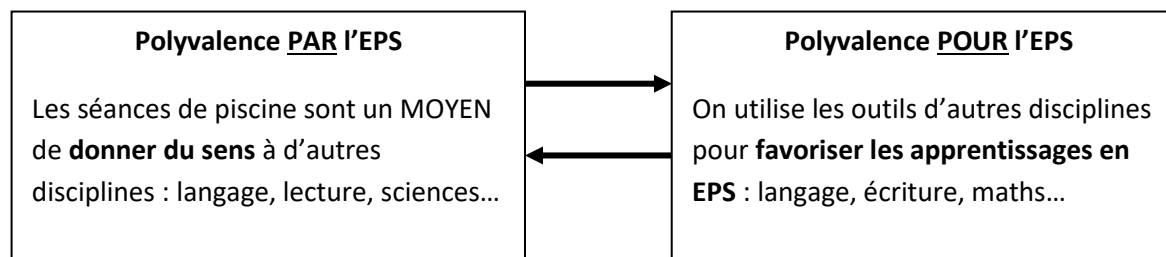 Polyvalence PAR l’EPS
Les séances de piscine sont un MOYEN
de donner du sens à d’autres
disciplines : langage, lecture, sciences…
Polyvalence POUR l’EPS
On utilise les outils d’autres disciplines
pour favoriser les apprentissages en
EPS : langage, écriture, maths…